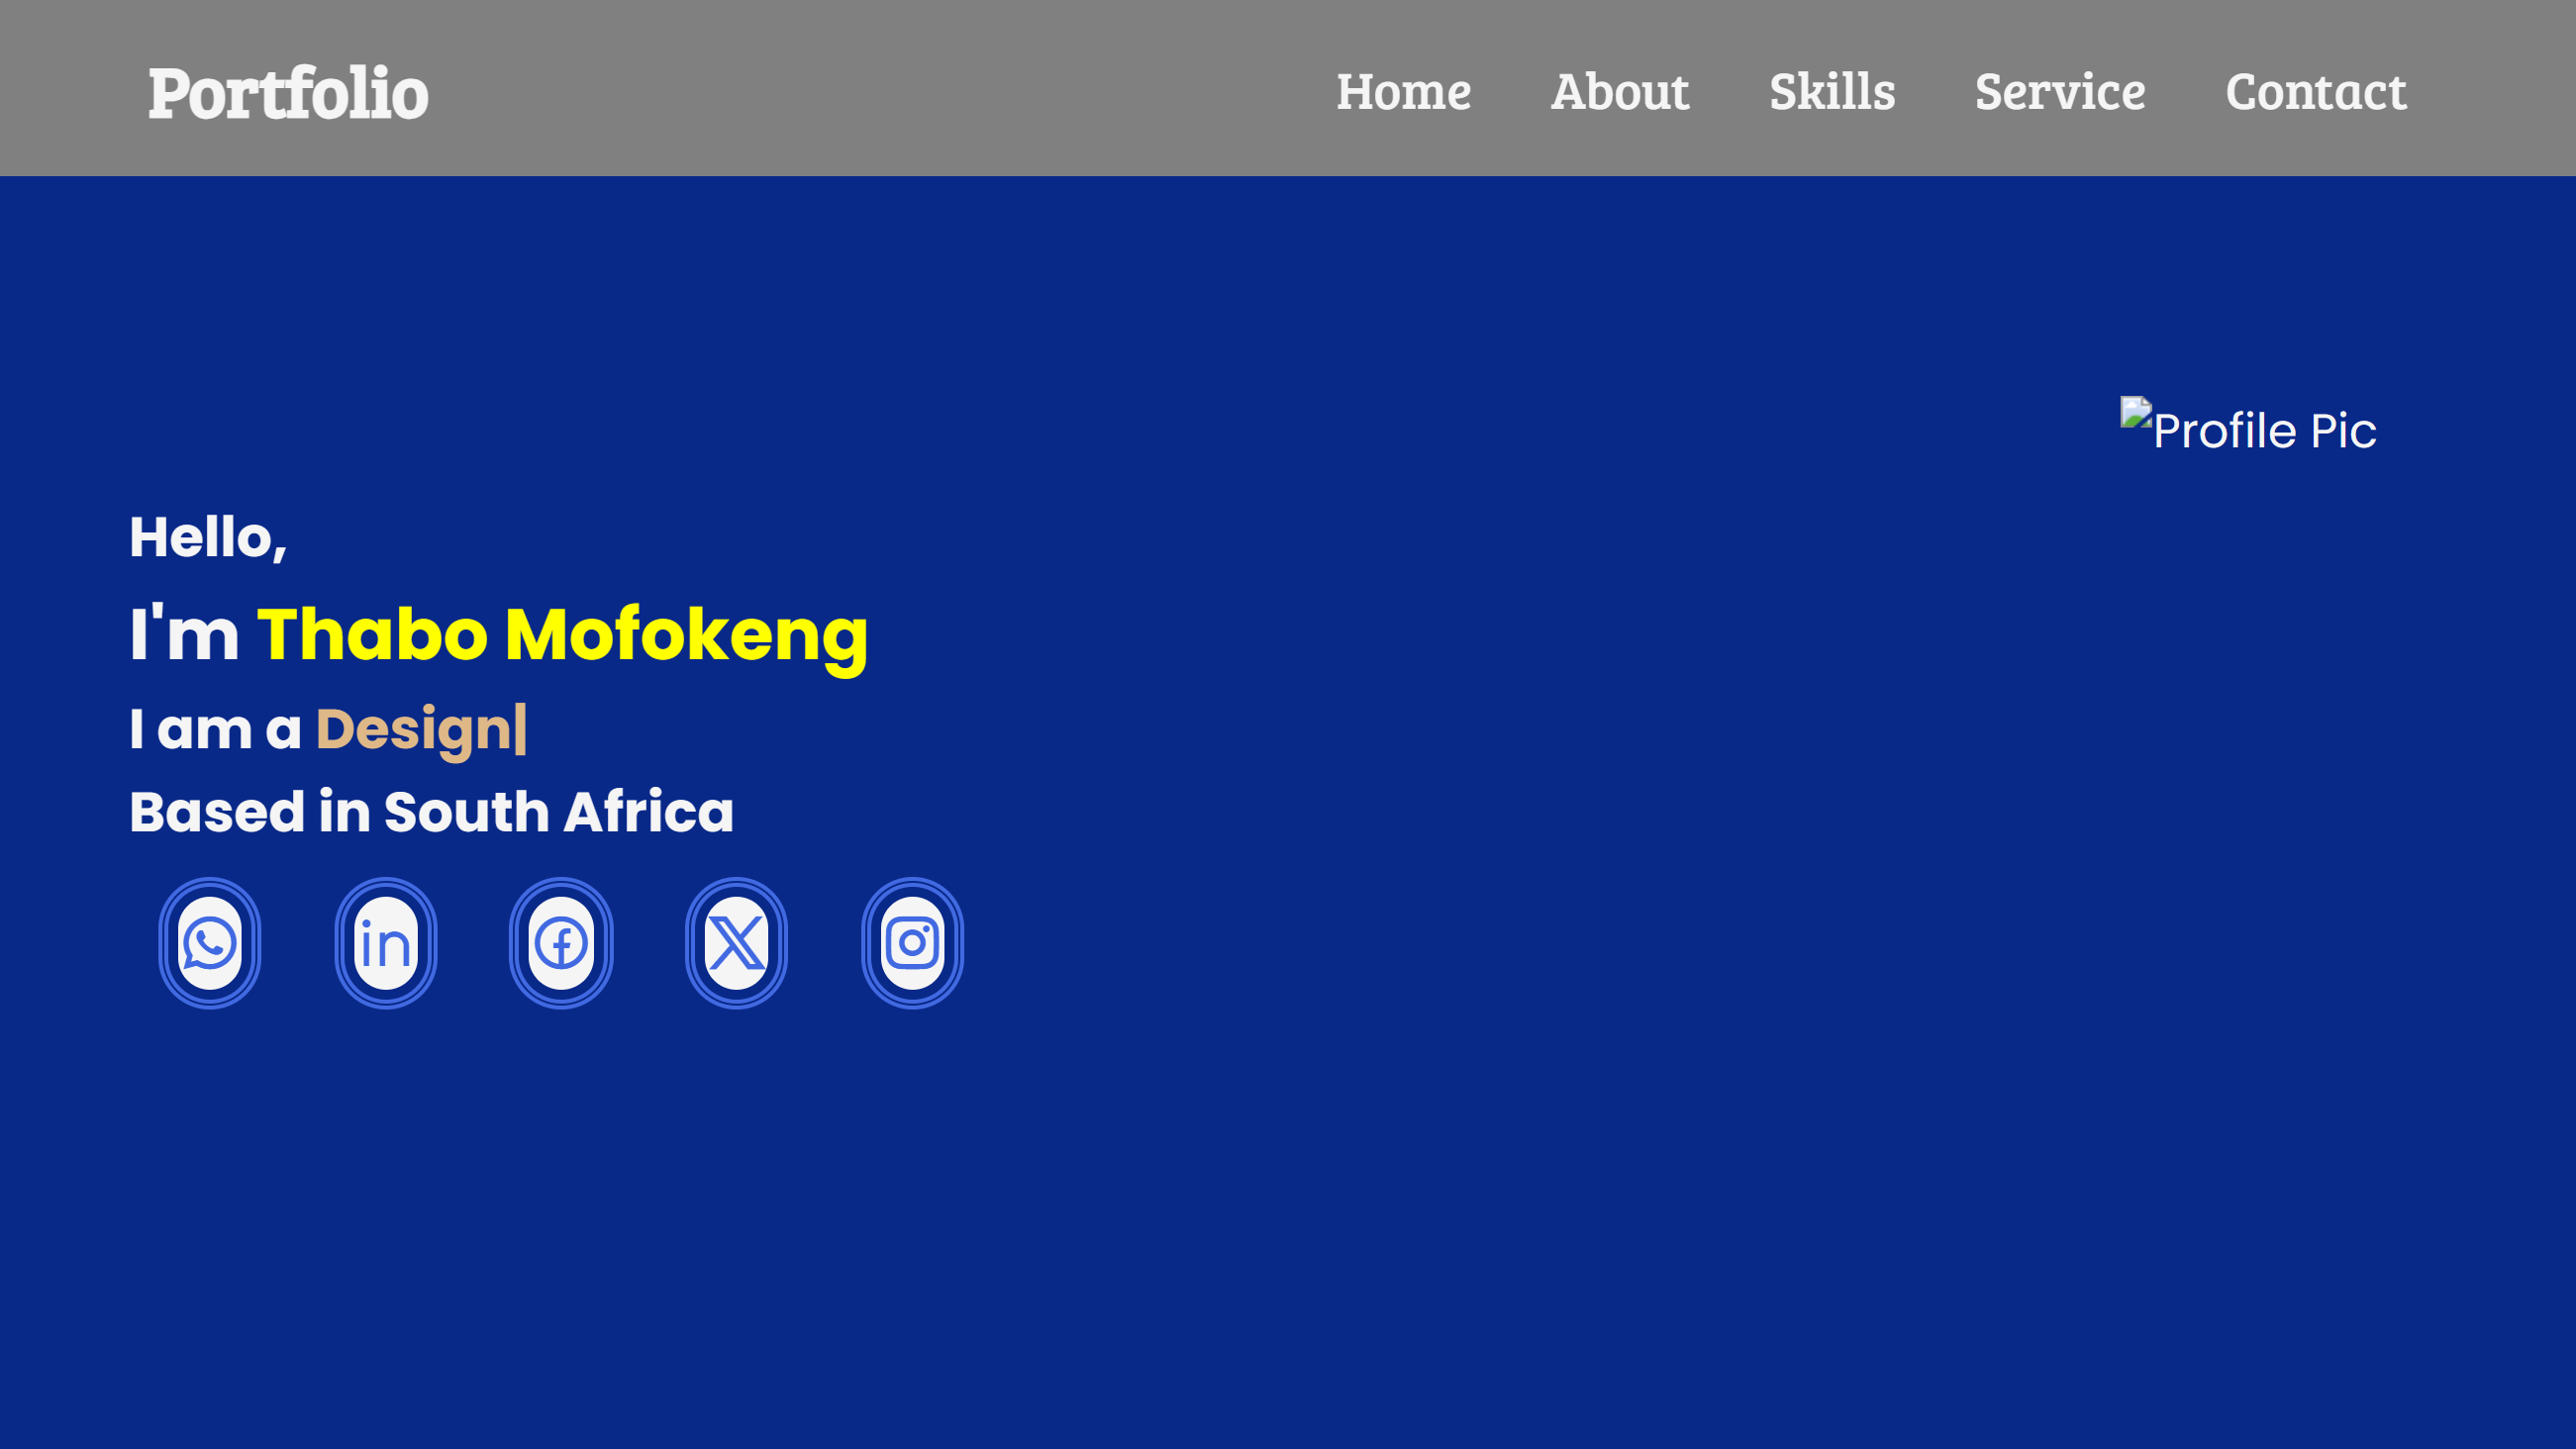 Portfolio
Home About Skills Service Contact
Profile Pic
Hello,
I'm Thabo Mofokeng
I am a Design|
Based in South Africa